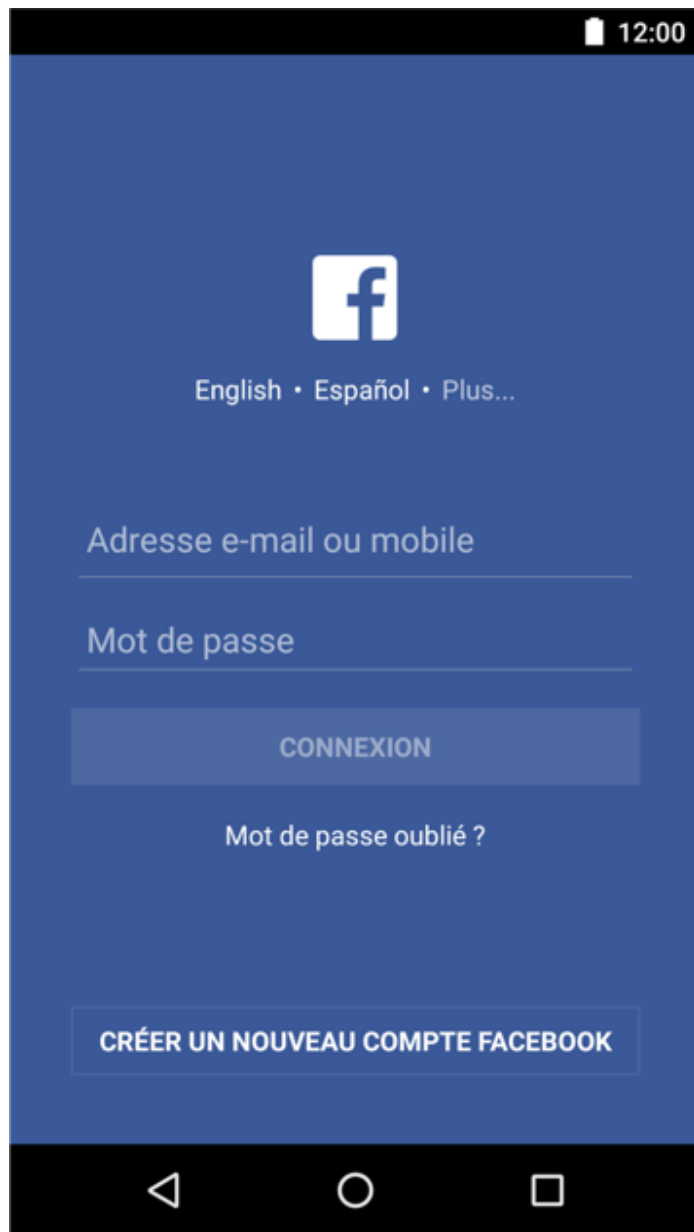 12:00
English • Español • Plus...
Adresse e-mail ou mobile
Mot de passe
CONNEXION
Mot de passe oublié ?
CRÉER UN NOUVEAU COMPTE FACEBOOK